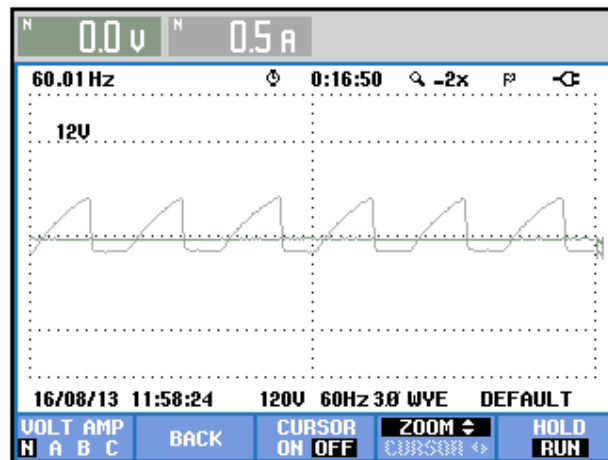 N 0.0 V N 0.5 A
60.01 Hz 0:16:50 -2x
12V
N
16/08/13 11:58:24 120V 60Hz 3Ø WYE DEFAULT
VOLT AMP BACK CURSOR ZOOM HOLD
N A B C ON OFF CURSOR RUN